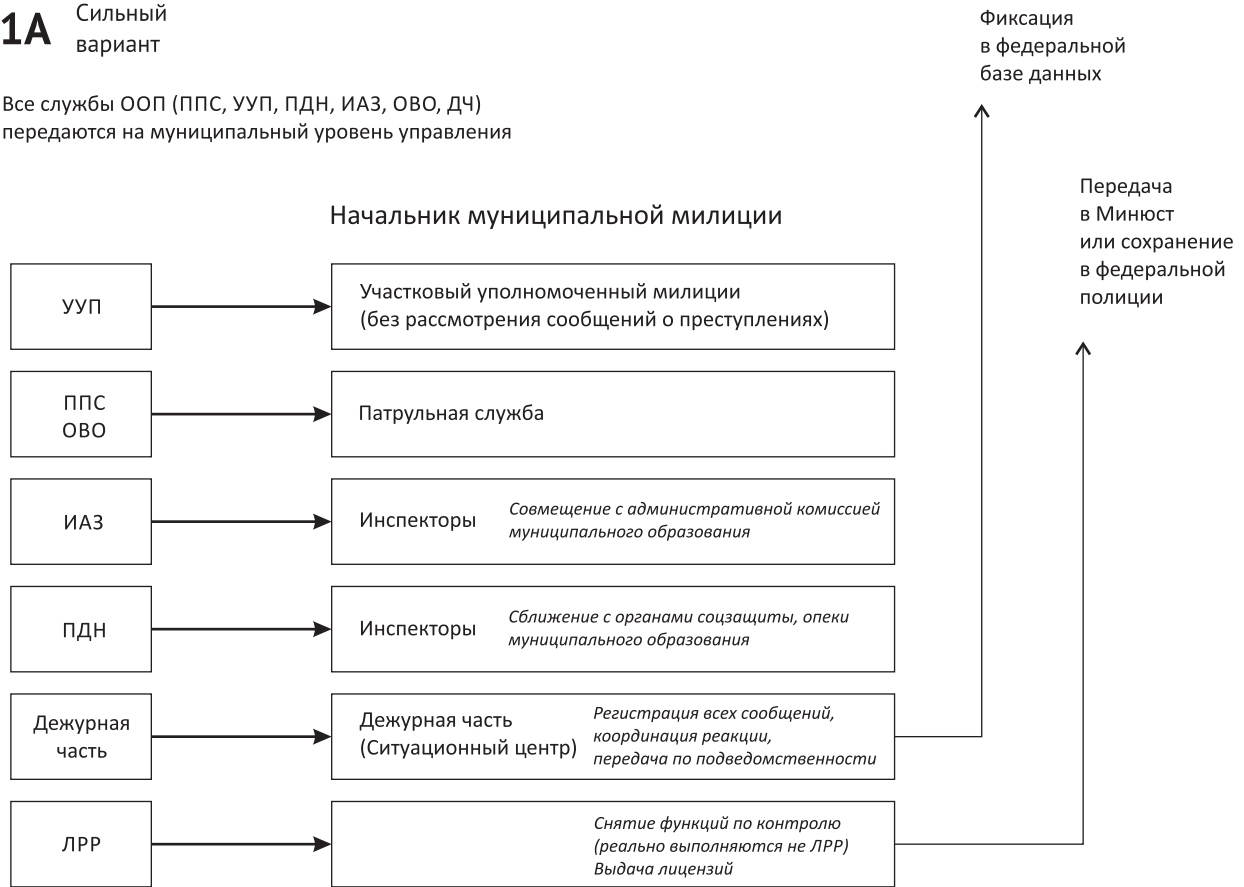 1А
Сильный
вариант
Фиксация
в федеральной
базе данных
Все службы ООП (ППС, УУП, ПДН, ИАЗ, ОВО, ДЧ)
передаются на муниципальный уровень управления
Передача
в Минюст
или сохранение
в федеральной
полиции
Начальник муниципальной милиции
УУП
Участковый уполномоченный милиции
(без рассмотрения сообщений о преступлениях)
ППС
ОВО
Патрульная служба
ИАЗ
Инспекторы
Совмещение с административной комиссией
муниципального образования
ПДН
Инспекторы
Сближение с органами соцзащиты, опеки
муниципального образования
Дежурная
часть
Дежурная часть
(Ситуационный центр)
Регистрация всех сообщений,
координация реакции,
передача по подведомственности
ЛРР
Снятие функций по контролю
(реально выполняются не ЛРР)
Выдача лицензий